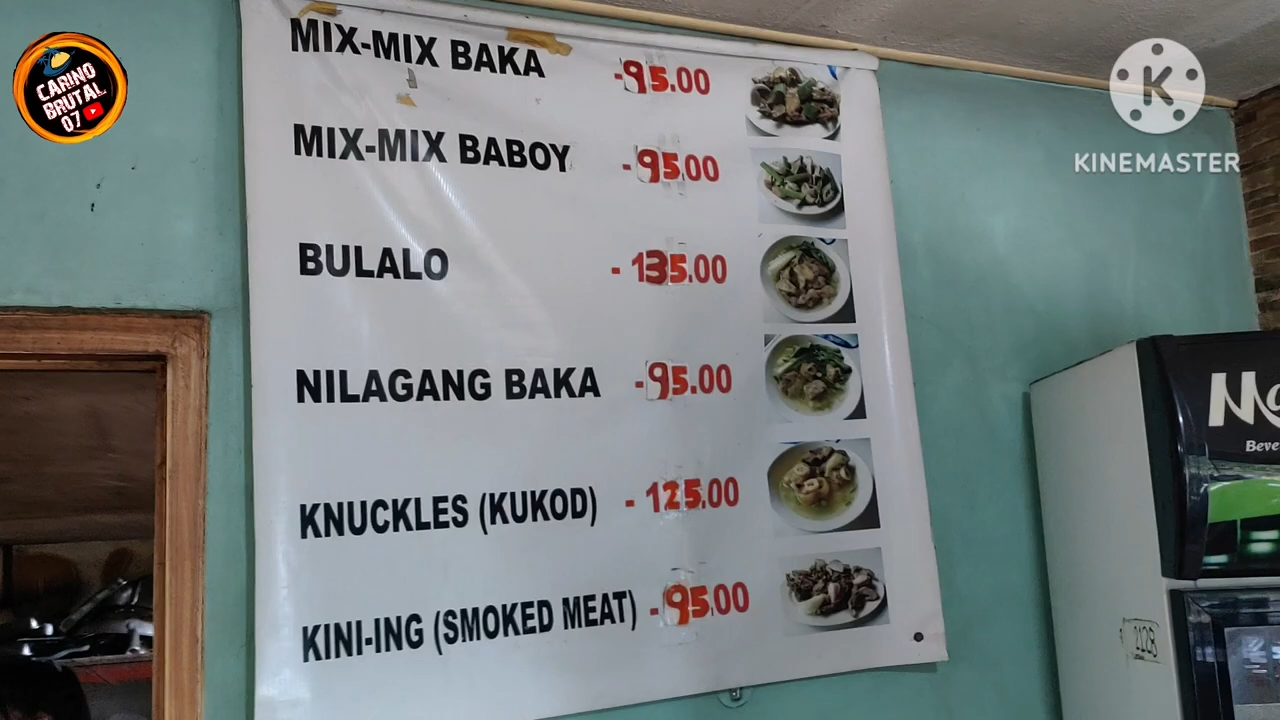 CARINO
BRUTAL
07
KINEMASTER
MIX-MIX BAKA -95.00
MIX-MIX BABOY -95.00
BULALO - 135.00
NILAGANG BAKA -95.00
KNUCKLES (KUKOD) - 125.00
KINI-ING (SMOKED MEAT) -95.00
2128